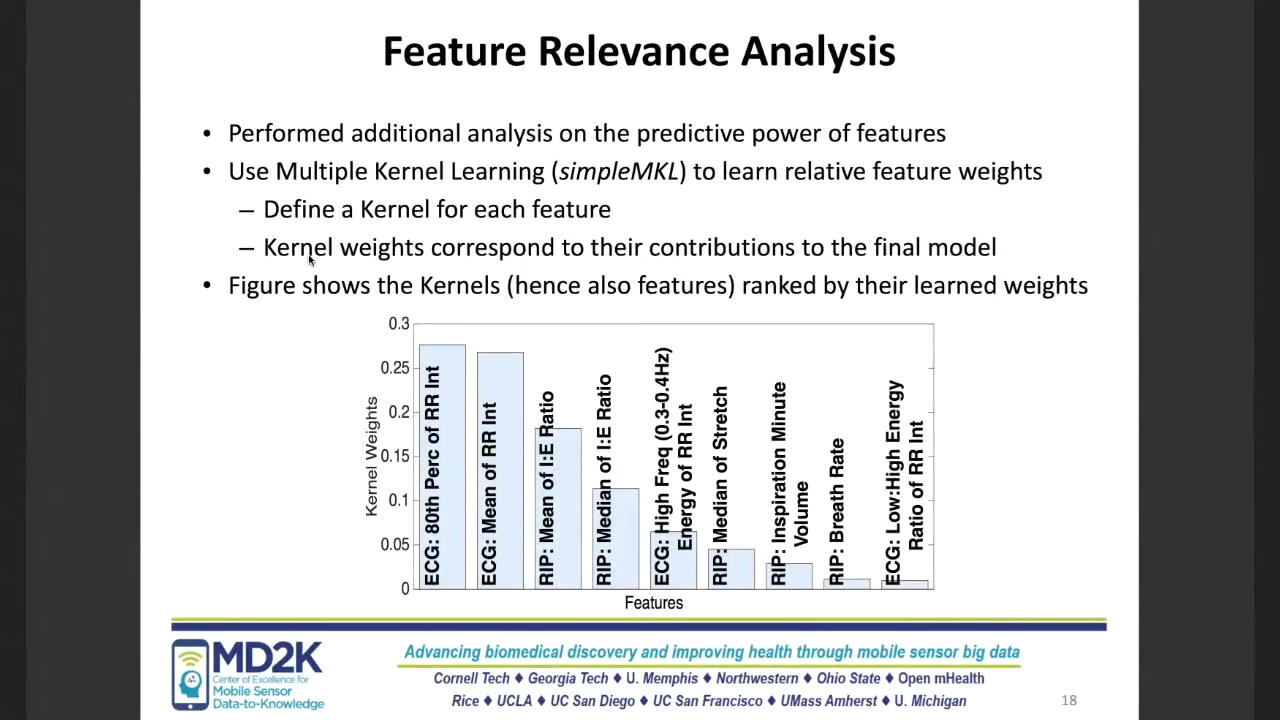 Feature Relevance Analysis
• Performed additional analysis on the predictive power of features
• Use Multiple Kernel Learning (simpleMKL) to learn relative feature weights
– Define a Kernel for each feature
– Kernel weights correspond to their contributions to the final model
• Figure shows the Kernels (hence also features) ranked by their learned weights
0.3
0.25
0.2
0.15
0.1
0.05
0
Kernel Weights
ECG: 80th Perc of RR Int
ECG: Mean of RR Int
RIP: Mean of I:E Ratio
RIP: Median of I:E Ratio
ECG: High Freq (0.3-0.4Hz)
Energy of RR Int
RIP: Median of Stretch
RIP: Inspiration Minute
Volume
RIP: Breath Rate
ECG: Low:High Energy
Ratio of RR Int
Features
MD2K
Center of Excellence for
Mobile Sensor
Data-to-Knowledge
Advancing biomedical discovery and improving health through mobile sensor big data
Cornell Tech ♦ Georgia Tech ♦ U. Memphis ♦ Northwestern ♦ Ohio State ♦ Open mHealth
Rice ♦ UCLA ♦ UC San Diego ♦ UC San Francisco ♦ UMass Amherst ♦ U. Michigan
18